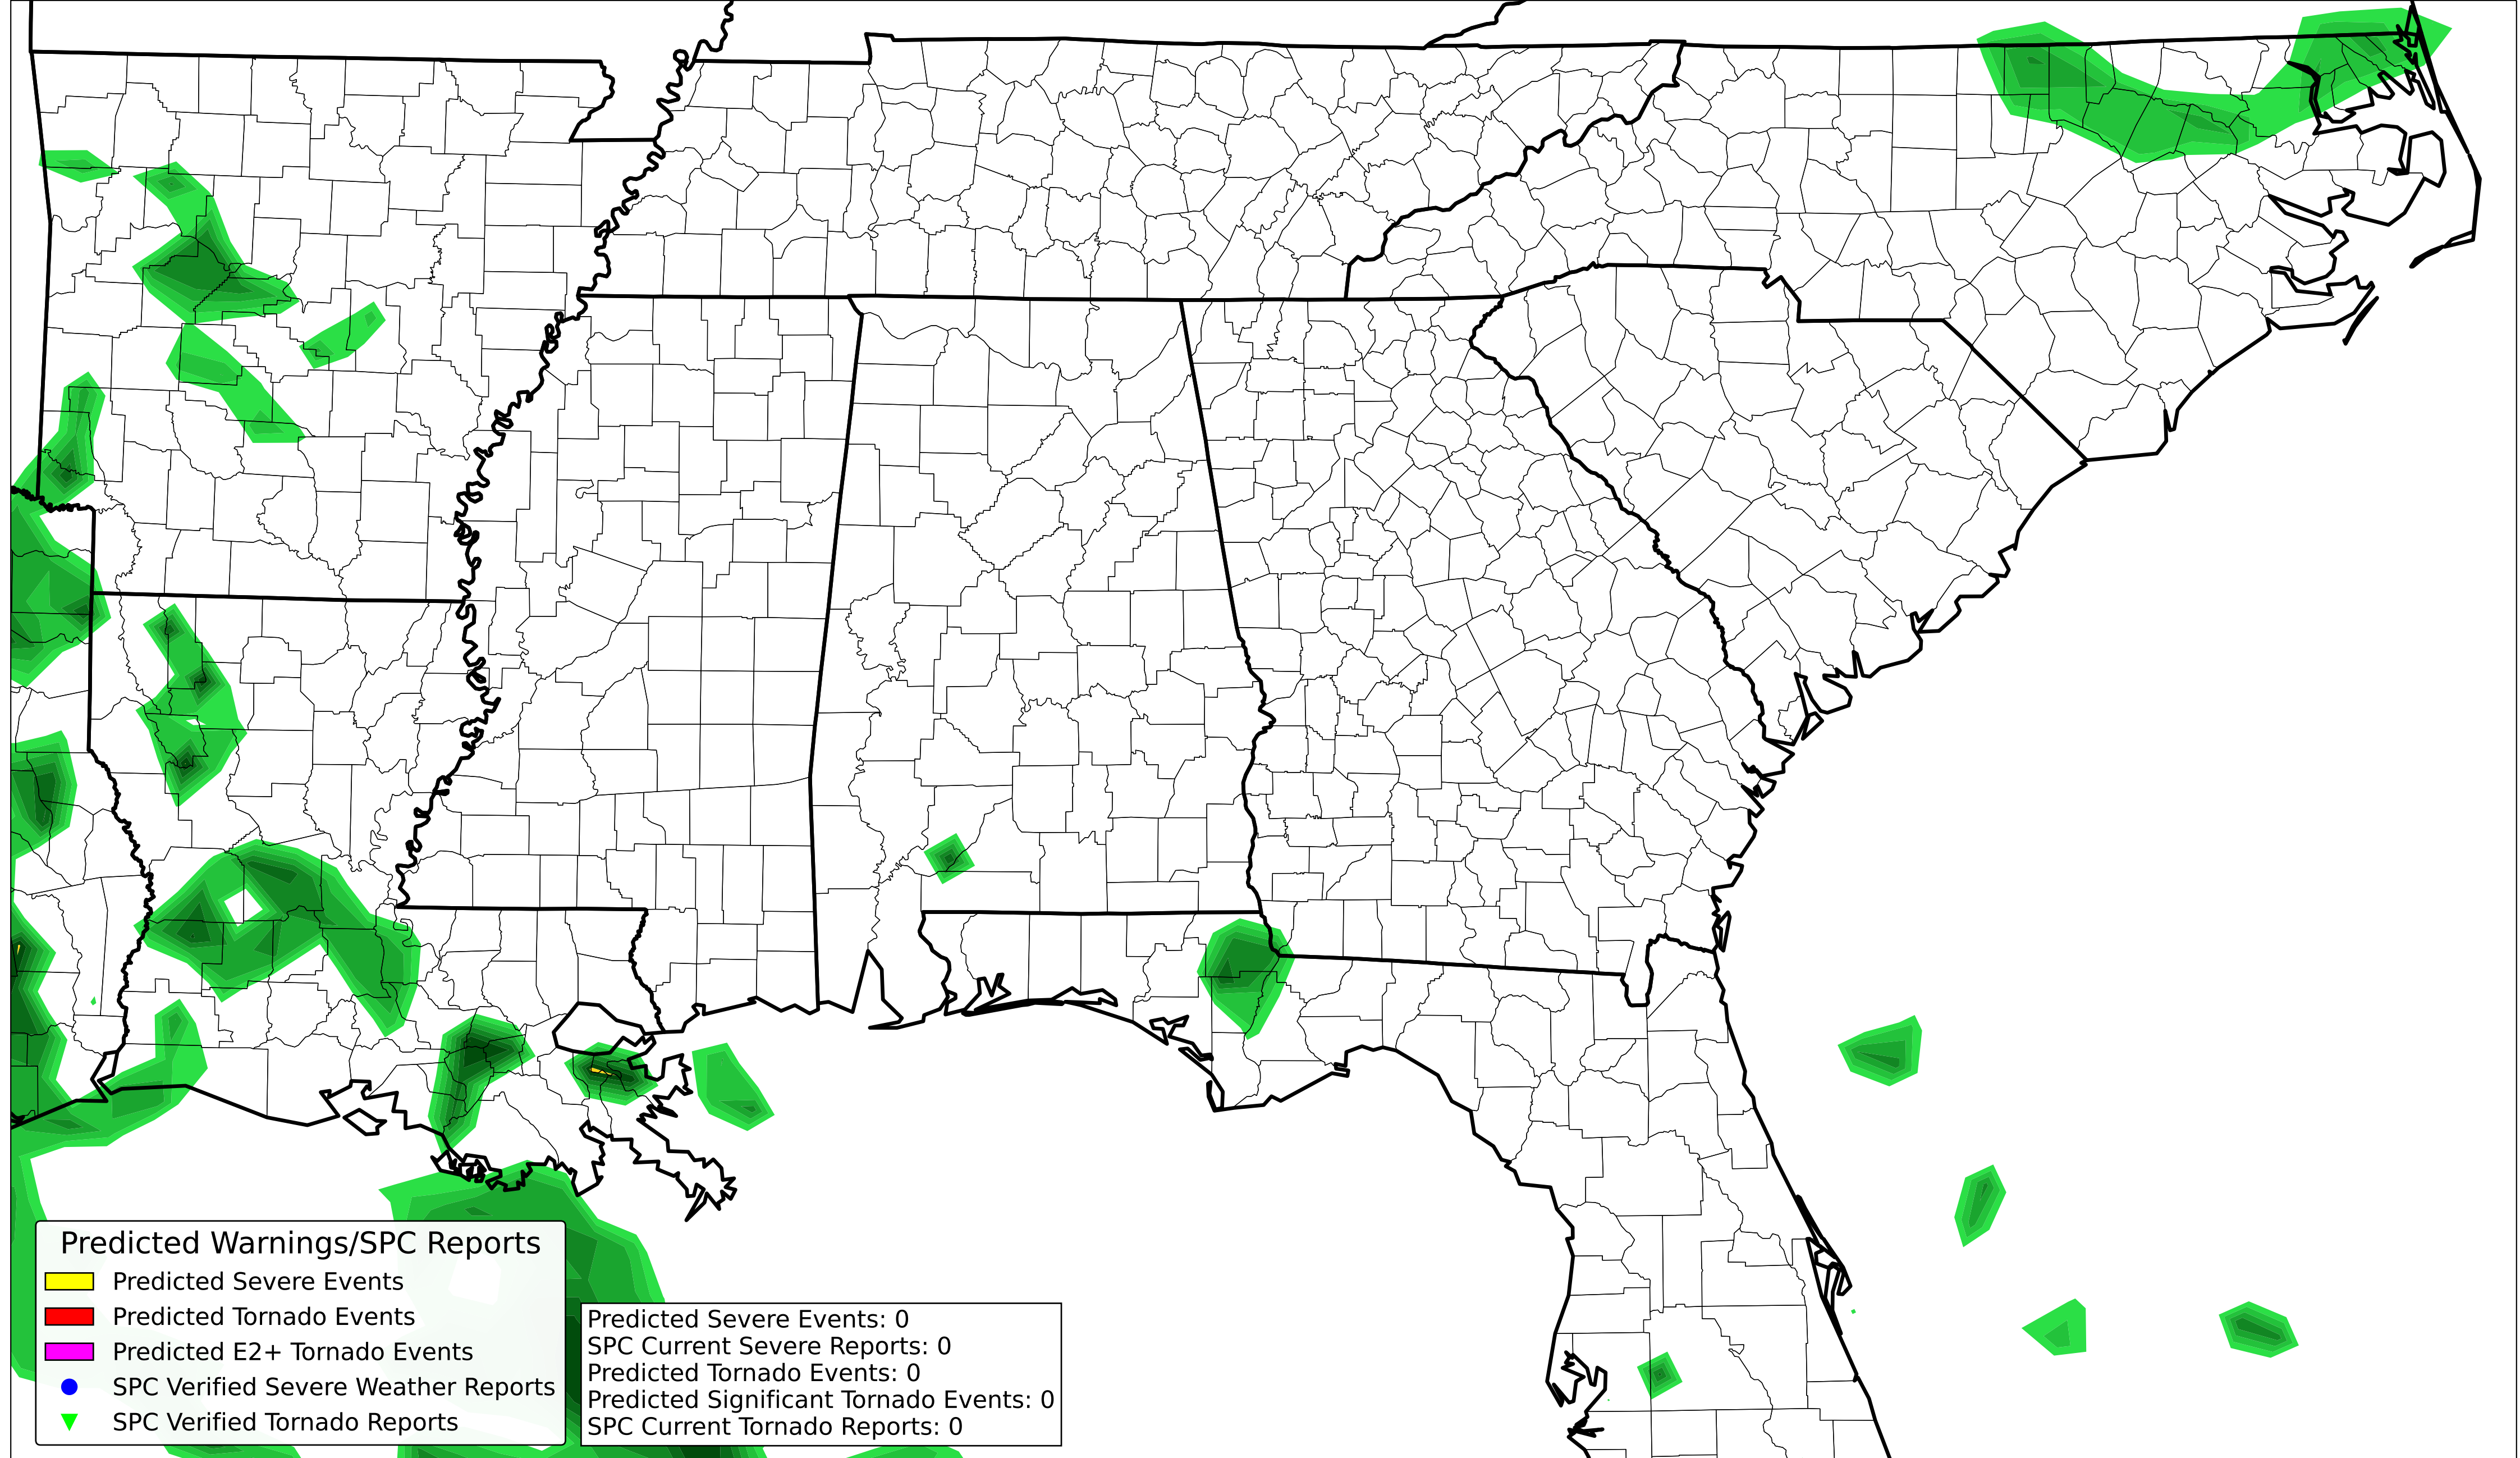 Predicted Warnings/SPC Reports
Predicted Severe Events
Predicted Tornado Events
Predicted E2+ Tornado Events
SPC Verified Severe Weather Reports
SPC Verified Tornado Reports
Predicted Severe Events: 0
SPC Current Severe Reports: 0
Predicted Tornado Events: 0
Predicted Significant Tornado Events: 0
SPC Current Tornado Reports: 0